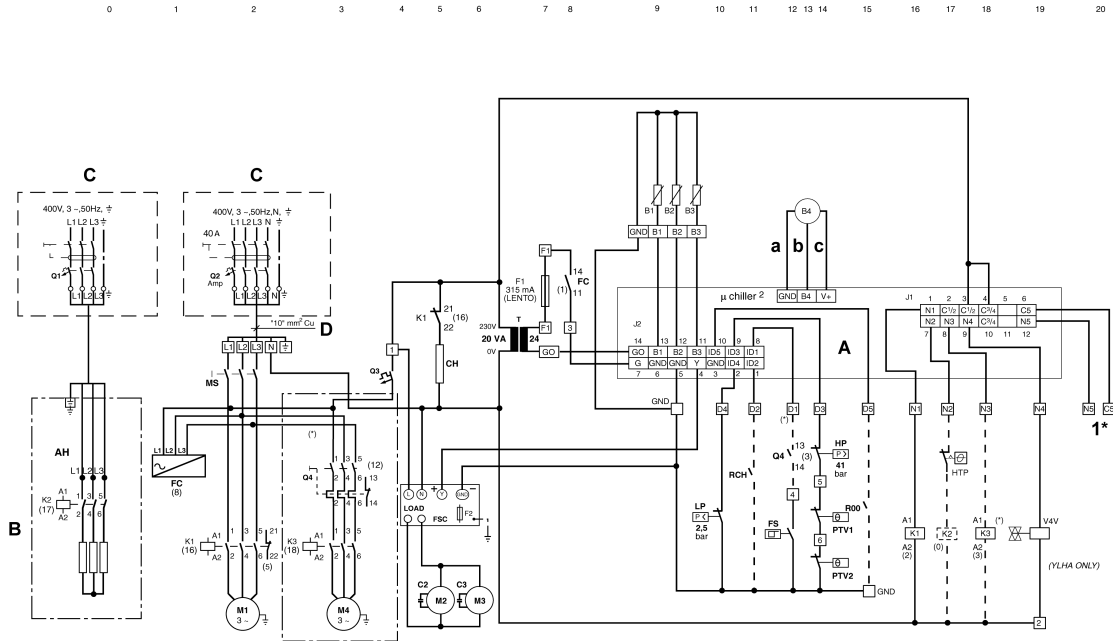 0 1 2 3 4 5 6 7 8 9 10 11 12 13 14 15 16 17 18 19 20
C
C
400V, 3 ~,50Hz, ⏚
L1 L2 L3 ⏚
Q1
L1 L2 L3 ⏚
400V, 3 ~,50Hz,N, ⏚
L1 L2 L3 N ⏚
40 A
Q2
Amp
L1 L2 L3 N ⏚
"10" mm² Cu
D
L1 L2 L3 N ⏚
MS
AH
L1 L2 L3
B
K2
(17)
A1
A2
1 3 5
2 4 6
L1 L2 L3
FC
(8)
K1
(16)
A1
A2
1 3 5 21
2 4 6 22
(5)
M1
3 ~
(*)
1 3 5
(12)
Q4
2 4 6
13
14
K3
(18)
A1
A2
1 3 5
2 4 6
M4
3 ~
1
Q3
K1
21
22
(16)
CH
L N Y GND
+ −
LOAD
FSC
F2
C2
M2
C3
M3
230V
T
20 VA
24
0V
F1
F1
315 mA
(LENTO)
F1
GO
14
FC
(1)
11
3
B1 B2 B3
GND B1 B2 B3
a b c
B4
GND B4 V+
µ chiller 2
A
J2
14 13 12 11 10 9 8
GO B1 B2 B3 ID5 ID3 ID1
G GND GND Y GND ID4 ID2
7 6 5 4 3 2 1
J1
1 2 3 4 5 6
N1 C1/2 C1/2 C3/4 C5
N2 N3 N4 C3/4 N5
7 8 9 10 11 12
GND
D4 D2 D1 D3 D5 N1 N2 N3 N4 N5 C5
(*)
1*
LP
P
2,5
bar
RCH
Q4
13
(3)
14
4
FS
HP
P
41
bar
5
θ
PTV1
6
θ
PTV2
R00
GND
A1
K1
A2
(2)
HTP
K2
(0)
A1
K3
A2
(3)
(*)
V4V
(YLHA ONLY)
2